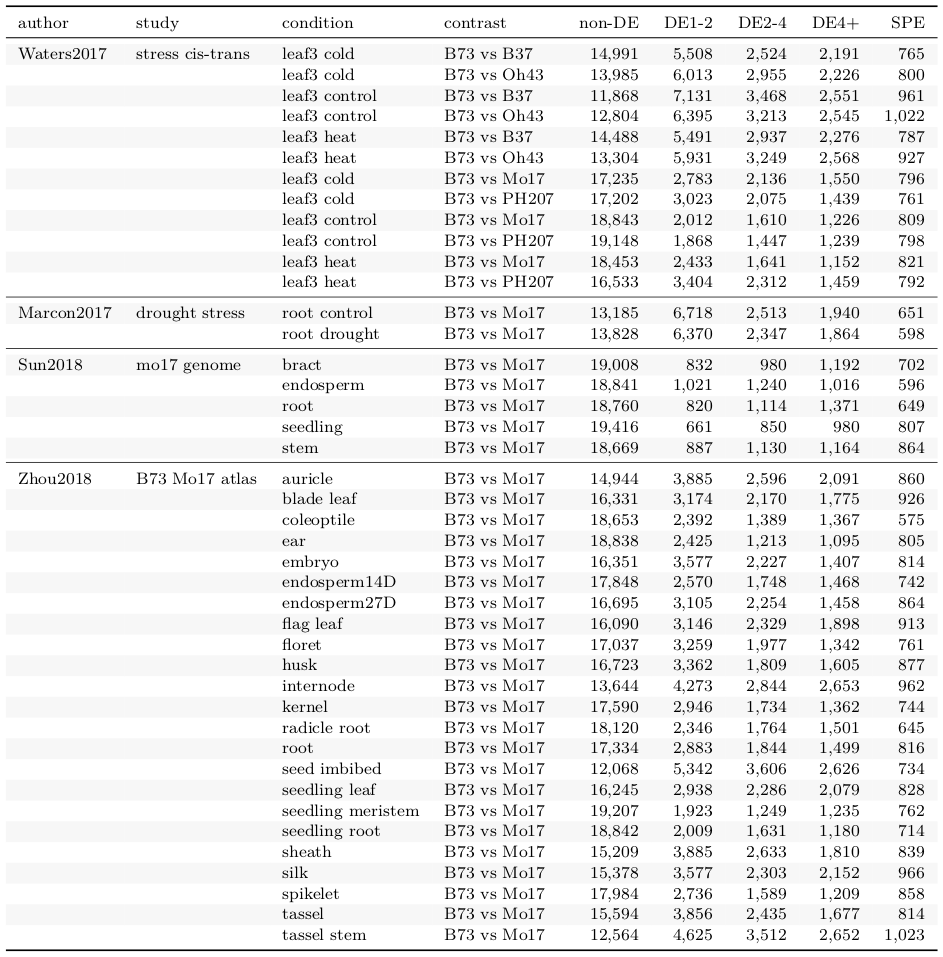 author study condition contrast non-DE DE1-2 DE2-4 DE4+ SPE
Waters2017 stress cis-trans leaf3 cold B73 vs B37 14,991 5,508 2,524 2,191 765
leaf3 cold B73 vs Oh43 13,985 6,013 2,955 2,226 800
leaf3 control B73 vs B37 11,868 7,131 3,468 2,551 961
leaf3 control B73 vs Oh43 12,804 6,395 3,213 2,545 1,022
leaf3 heat B73 vs B37 14,488 5,491 2,937 2,276 787
leaf3 heat B73 vs Oh43 13,304 5,931 3,249 2,568 927
leaf3 cold B73 vs Mo17 17,235 2,783 2,136 1,550 796
leaf3 cold B73 vs PH207 17,202 3,023 2,075 1,439 761
leaf3 control B73 vs Mo17 18,843 2,012 1,610 1,226 809
leaf3 control B73 vs PH207 19,148 1,868 1,447 1,239 798
leaf3 heat B73 vs Mo17 18,453 2,433 1,641 1,152 821
leaf3 heat B73 vs PH207 16,533 3,404 2,312 1,459 792
Marcon2017 drought stress root control B73 vs Mo17 13,185 6,718 2,513 1,940 651
root drought B73 vs Mo17 13,828 6,370 2,347 1,864 598
Sun2018 mo17 genome bract B73 vs Mo17 19,008 832 980 1,192 702
endosperm B73 vs Mo17 18,841 1,021 1,240 1,016 596
root B73 vs Mo17 18,760 820 1,114 1,371 649
seedling B73 vs Mo17 19,416 661 850 980 807
stem B73 vs Mo17 18,669 887 1,130 1,164 864
Zhou2018 B73 Mo17 atlas auricle B73 vs Mo17 14,944 3,885 2,596 2,091 860
blade leaf B73 vs Mo17 16,331 3,174 2,170 1,775 926
coleoptile B73 vs Mo17 18,653 2,392 1,389 1,367 575
ear B73 vs Mo17 18,838 2,425 1,213 1,095 805
embryo B73 vs Mo17 16,351 3,577 2,227 1,407 814
endosperm14D B73 vs Mo17 17,848 2,570 1,748 1,468 742
endosperm27D B73 vs Mo17 16,695 3,105 2,254 1,458 864
flag leaf B73 vs Mo17 16,090 3,146 2,329 1,898 913
floret B73 vs Mo17 17,037 3,259 1,977 1,342 761
husk B73 vs Mo17 16,723 3,362 1,809 1,605 877
internode B73 vs Mo17 13,644 4,273 2,844 2,653 962
kernel B73 vs Mo17 17,590 2,946 1,734 1,362 744
radicle root B73 vs Mo17 18,120 2,346 1,764 1,501 645
root B73 vs Mo17 17,334 2,883 1,844 1,499 816
seed imbibed B73 vs Mo17 12,068 5,342 3,606 2,626 734
seedling leaf B73 vs Mo17 16,245 2,938 2,286 2,079 828
seedling meristem B73 vs Mo17 19,207 1,923 1,249 1,235 762
seedling root B73 vs Mo17 18,842 2,009 1,631 1,180 714
sheath B73 vs Mo17 15,209 3,885 2,633 1,810 839
silk B73 vs Mo17 15,378 3,577 2,303 2,152 966
spikelet B73 vs Mo17 17,984 2,736 1,589 1,209 858
tassel B73 vs Mo17 15,594 3,856 2,435 1,677 814
tassel stem B73 vs Mo17 12,564 4,625 3,512 2,652 1,023